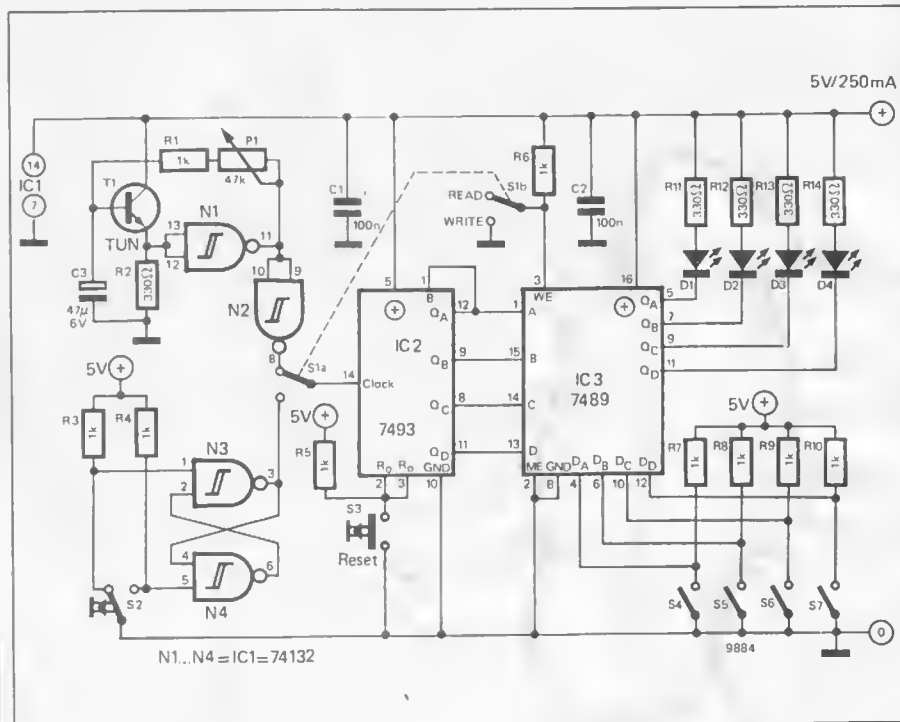 5V/250mA
+
14
IC1
7
R1
1k
P1
47k
T1
TUN
N1
13
12
11
R2
330Ω
C3
47µ
6V
10 9
N2
8
S1a
C1
100n
READ
WRITE
S1b
R6
1k
C2
100n
R11
330Ω
R12
330Ω
R13
330Ω
R14
330Ω
D1
D2
D3
D4
5
+
1
B
14
Clock
IC2
7493
QA 12
QB 9
QC 8
QD 11
R0 R0 GND
2 3 10
3
WE
16
+
1 A
15 B
14 C
13 D
IC3
7489
QA 5
QB 7
QC 9
QD 11
ME GND DA DB DC DD
2 8 4 6 10 12
5V +
R3
1k
R4
1k
1
2
N3
3
4
5
N4
6
S2
5V +
R5
1k
S3
Reset
5V +
R7
1k
R8
1k
R9
1k
R10
1k
S4
S5
S6
S7
0
N1...N4 = IC1 = 74132
9884